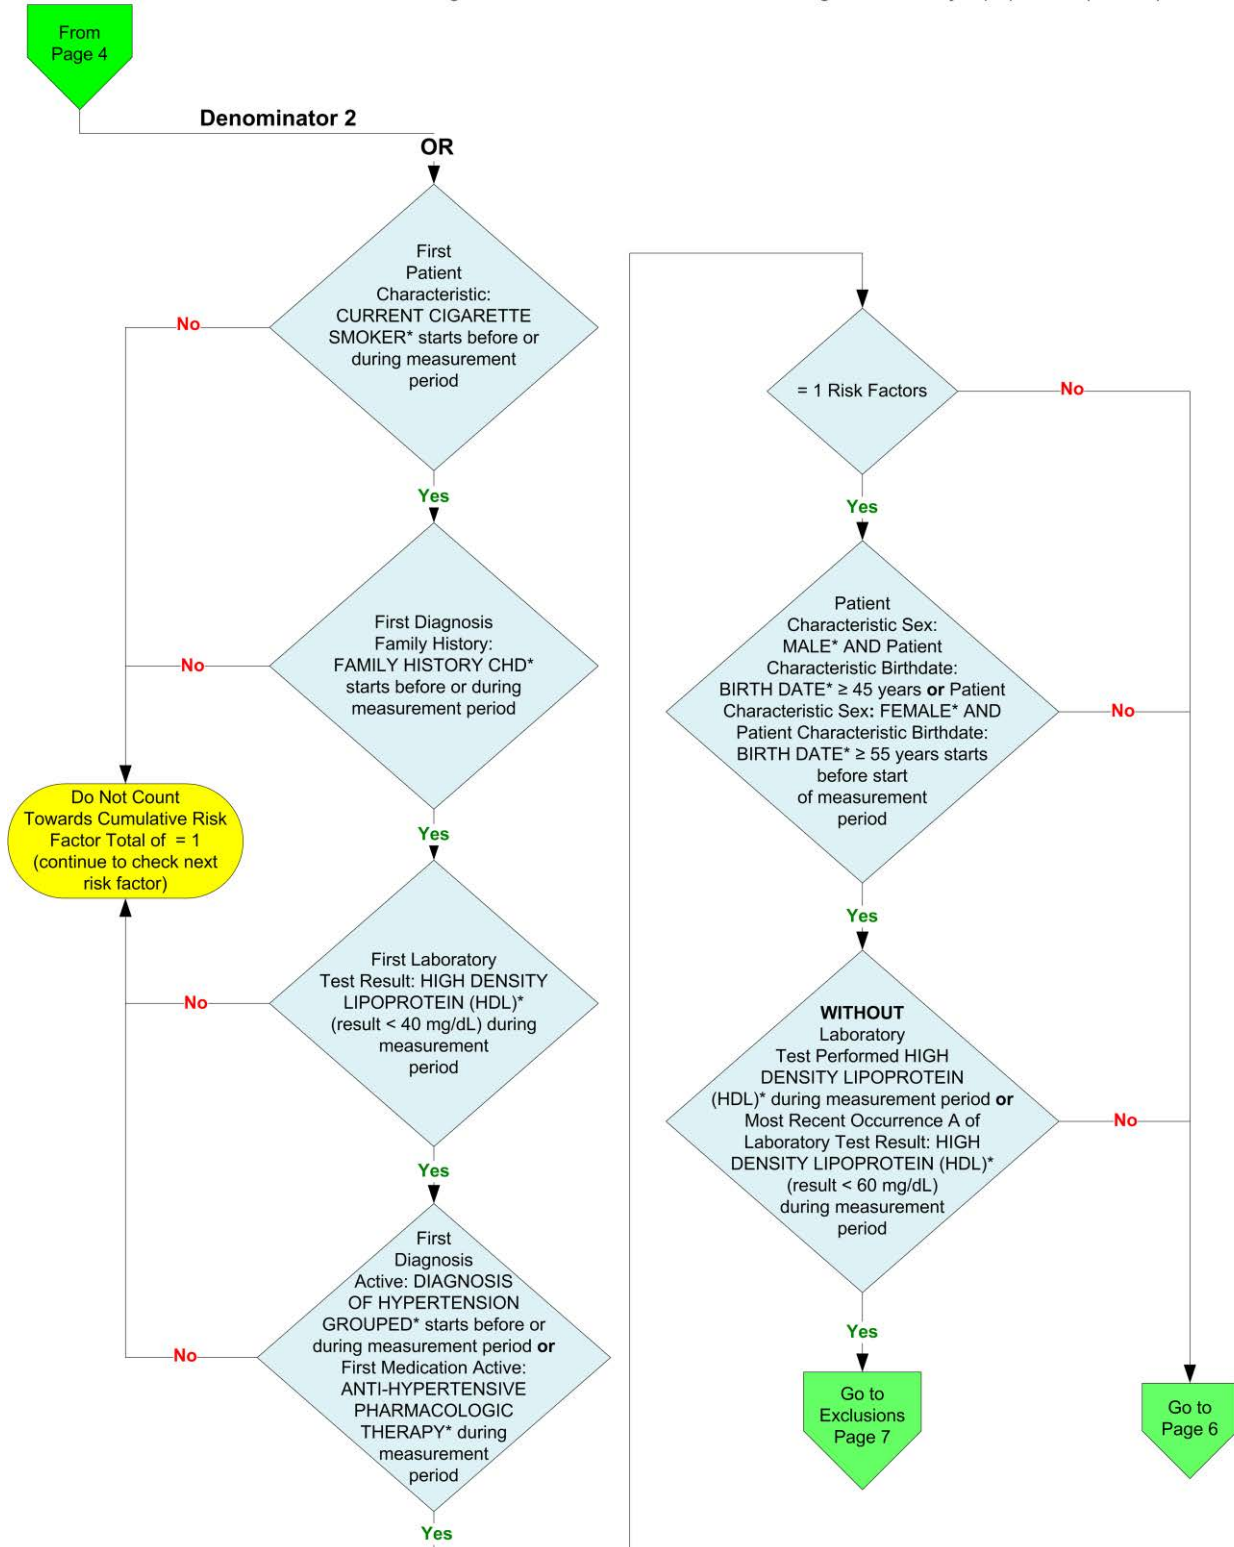 From
Page 4
Denominator 2
OR
First
Patient
Characteristic:
CURRENT CIGARETTE
SMOKER* starts before or
during measurement
period
No
Yes
First Diagnosis
Family History:
FAMILY HISTORY CHD*
starts before or during
measurement period
No
Yes
Do Not Count
Towards Cumulative Risk
Factor Total of = 1
(continue to check next
risk factor)
First Laboratory
Test Result: HIGH DENSITY
LIPOPROTEIN (HDL)*
(result < 40 mg/dL) during
measurement
period
No
Yes
First
Diagnosis
Active: DIAGNOSIS
OF HYPERTENSION
GROUPED* starts before or
during measurement period or
First Medication Active:
ANTI-HYPERTENSIVE
PHARMACOLOGIC
THERAPY* during
measurement
period
No
Yes
= 1 Risk Factors
No
Yes
Patient
Characteristic Sex:
MALE* AND Patient
Characteristic Birthdate:
BIRTH DATE* ≥ 45 years or Patient
Characteristic Sex: FEMALE* AND
Patient Characteristic Birthdate:
BIRTH DATE* ≥ 55 years starts
before start
of measurement
period
No
Yes
WITHOUT
Laboratory
Test Performed HIGH
DENSITY LIPOPROTEIN
(HDL)* during measurement period or
Most Recent Occurrence A of
Laboratory Test Result: HIGH
DENSITY LIPOPROTEIN (HDL)*
(result < 60 mg/dL)
during measurement
period
No
Yes
Go to
Exclusions
Page 7
Go to
Page 6